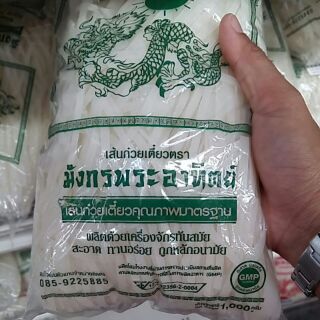 เส้นก๋วยเตี๋ยวตรา
มังกรพระอาทิตย์
เส้นก๋วยเตี๋ยวคุณภาพมาตรฐาน
ผลิตด้วยเครื่องจักรทันสมัย
สะอาด ทานอร่อย ถูกหลักอนามัย
085-9225885
GMP
1,000